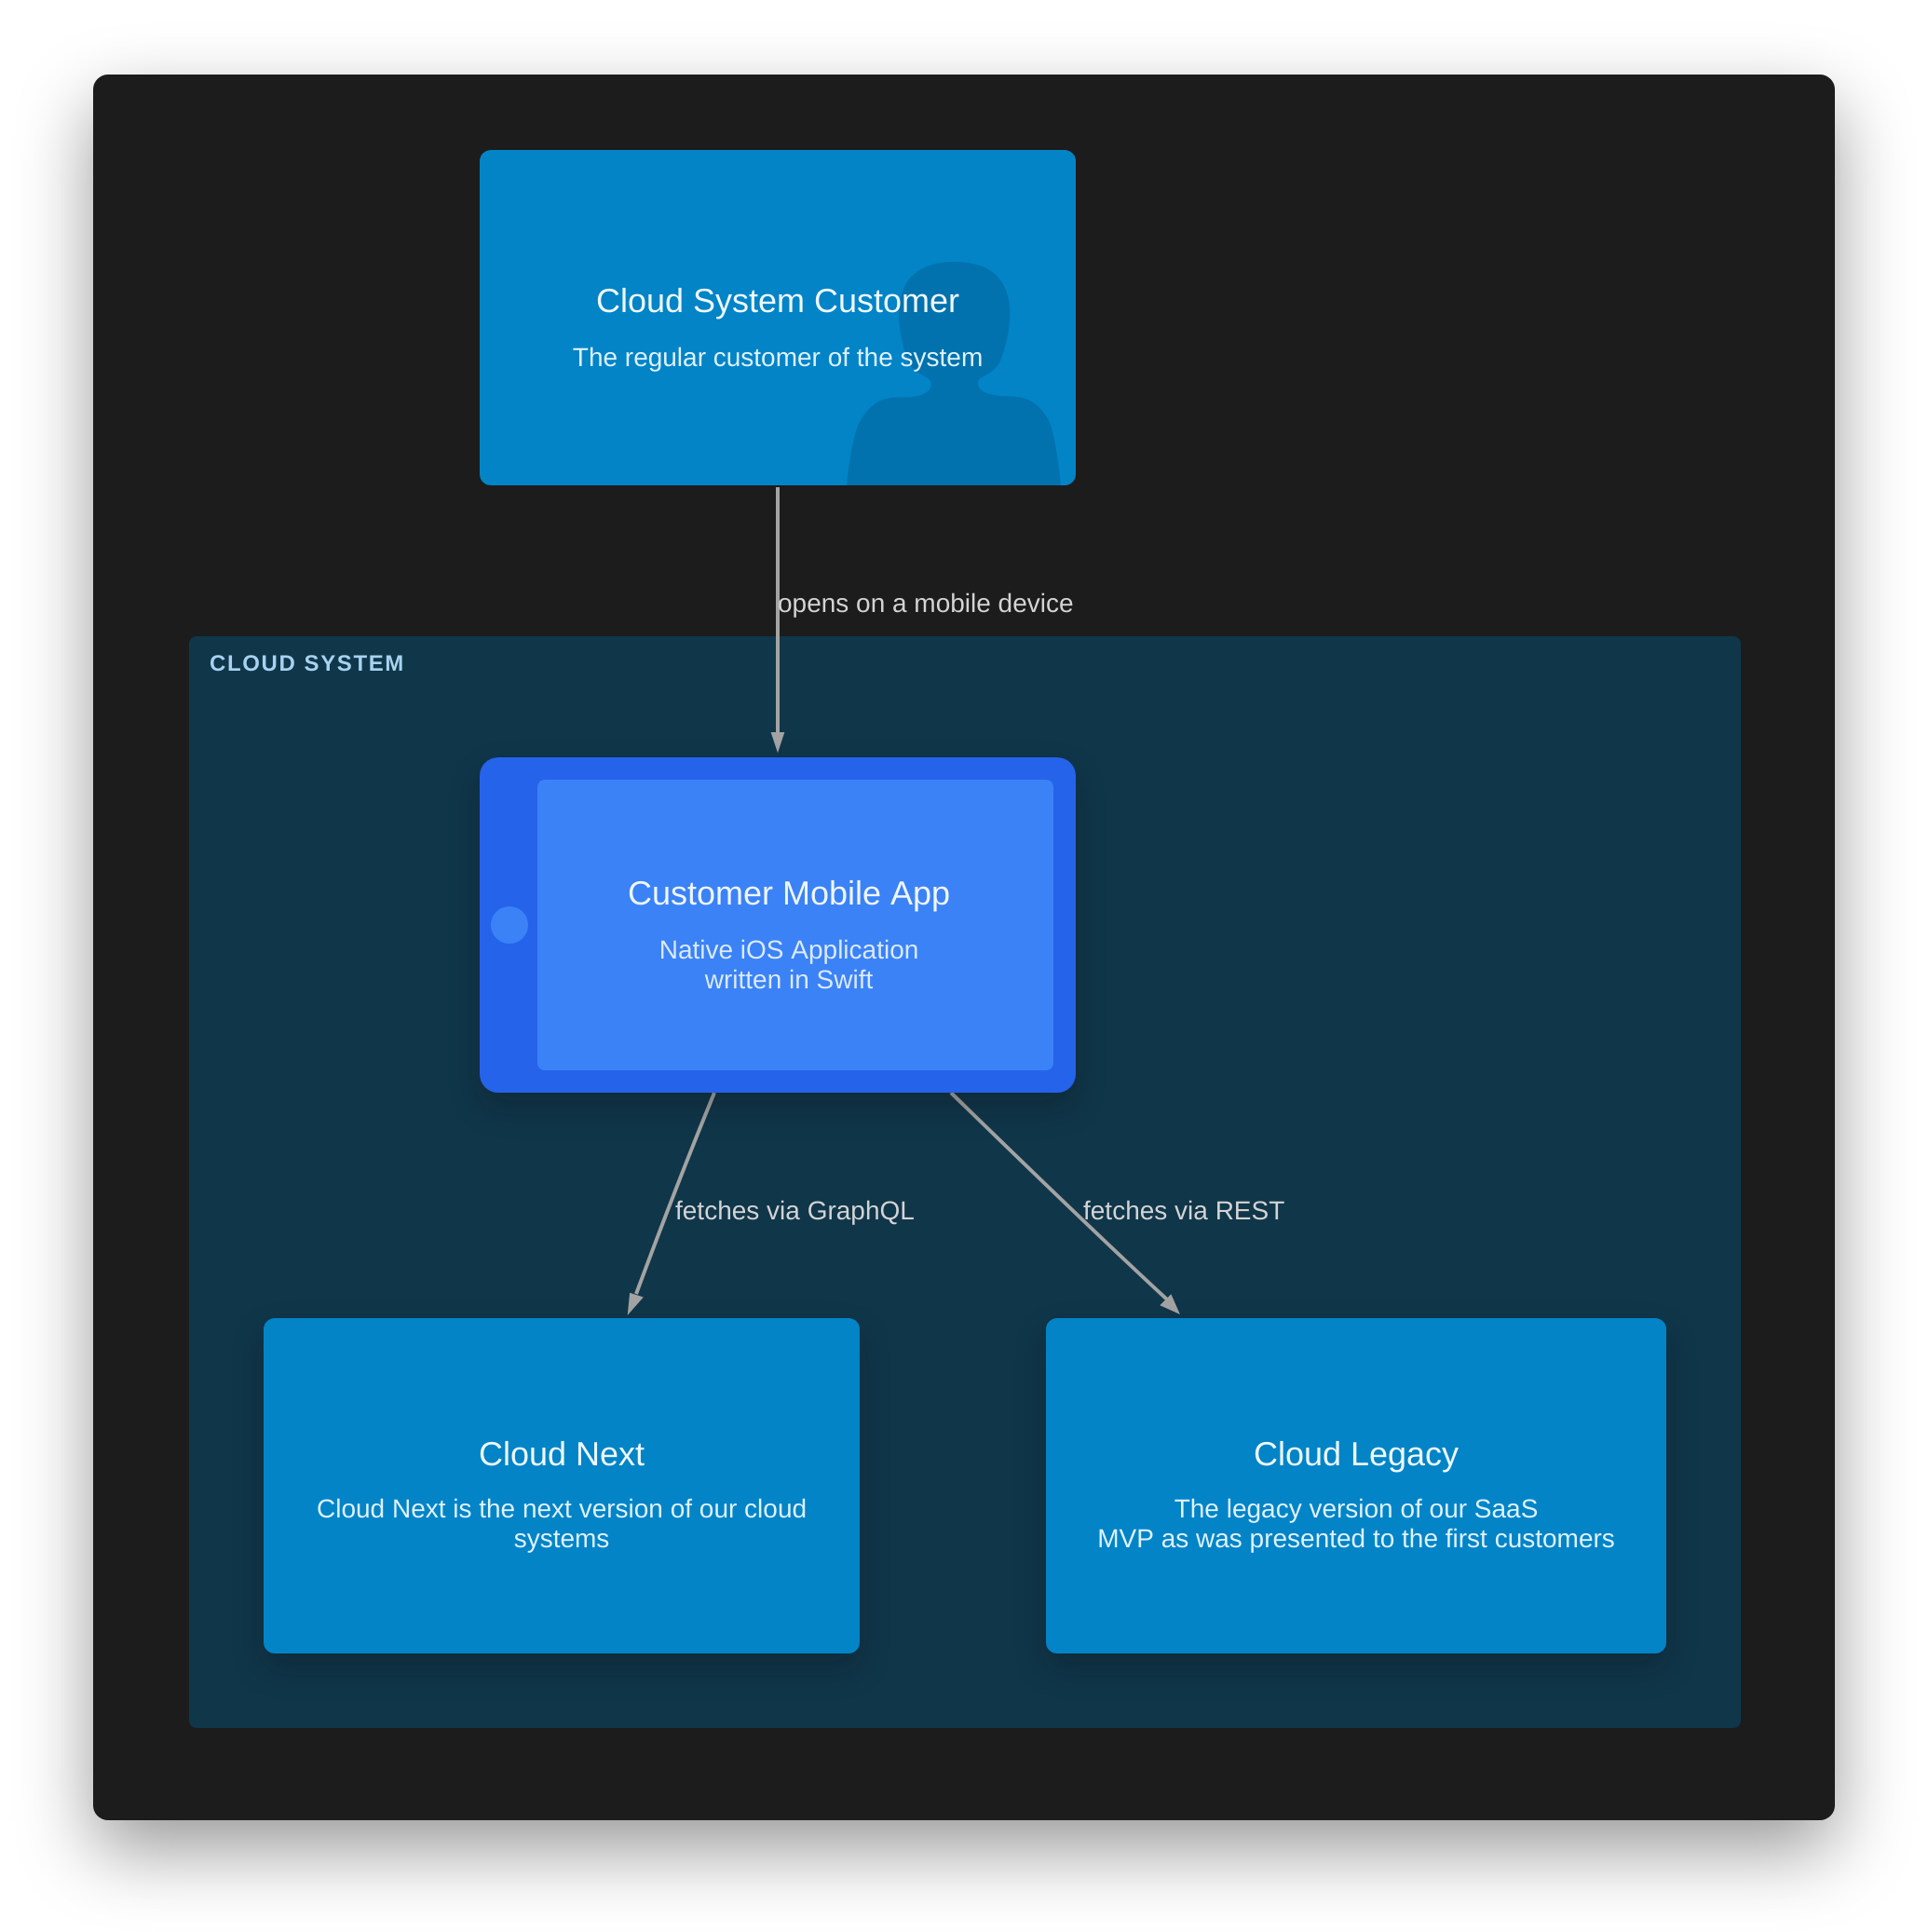 Cloud System Customer
The regular customer of the system
opens on a mobile device
CLOUD SYSTEM
Customer Mobile App
Native iOS Application
written in Swift
fetches via GraphQL
fetches via REST
Cloud Next
Cloud Next is the next version of our cloud
systems
Cloud Legacy
The legacy version of our SaaS
MVP as was presented to the first customers